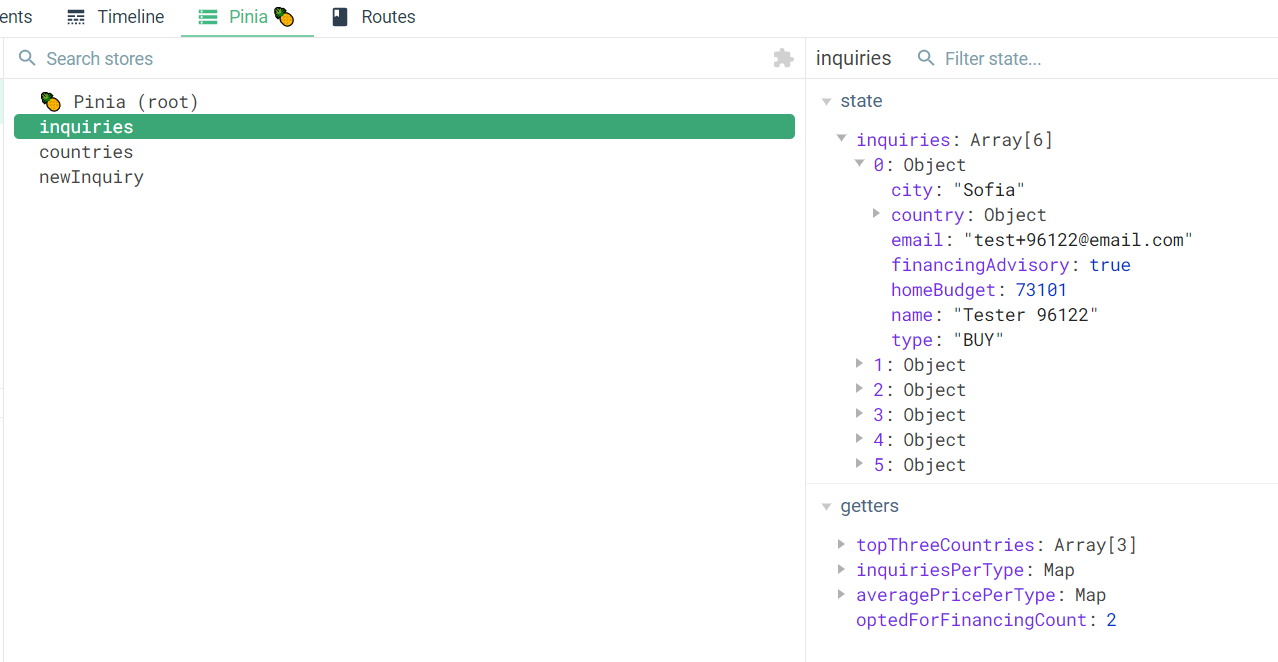 ents Timeline Pinia 🍍 Routes
Search stores
🍍 Pinia (root)
inquiries
countries
newInquiry
inquiries Filter state...
state
inquiries: Array[6]
0: Object
city: "Sofia"
country: Object
email: "test+96122@email.com"
financingAdvisory: true
homeBudget: 73101
name: "Tester 96122"
type: "BUY"
1: Object
2: Object
3: Object
4: Object
5: Object
getters
topThreeCountries: Array[3]
inquiriesPerType: Map
averagePricePerType: Map
optedForFinancingCount: 2